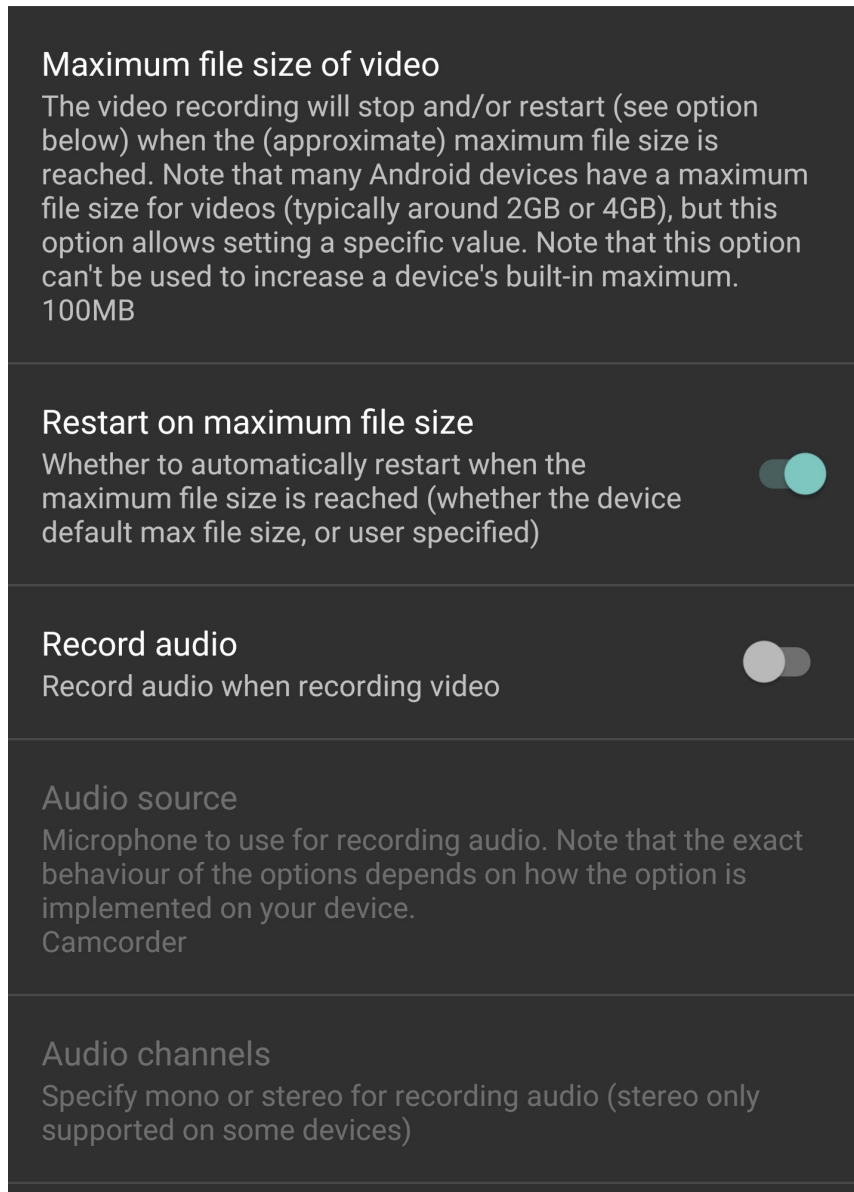 Maximum file size of video
The video recording will stop and/or restart (see option
below) when the (approximate) maximum file size is
reached. Note that many Android devices have a maximum
file size for videos (typically around 2GB or 4GB), but this
option allows setting a specific value. Note that this option
can't be used to increase a device's built-in maximum.
100MB
Restart on maximum file size
Whether to automatically restart when the
maximum file size is reached (whether the device
default max file size, or user specified)
Record audio
Record audio when recording video
Audio source
Microphone to use for recording audio. Note that the exact
behaviour of the options depends on how the option is
implemented on your device.
Camcorder
Audio channels
Specify mono or stereo for recording audio (stereo only
supported on some devices)